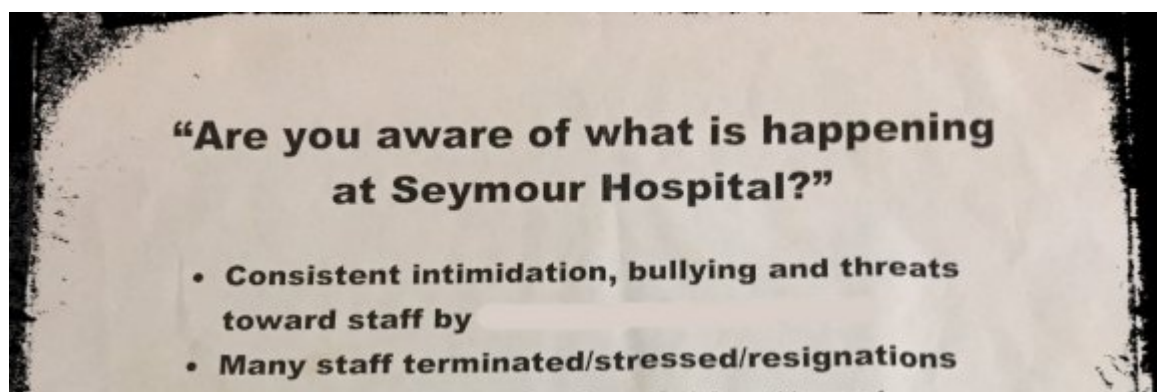 “Are you aware of what is happening
at Seymour Hospital?”
• Consistent intimidation, bullying and threats
toward staff by
• Many staff terminated/stressed/resignations